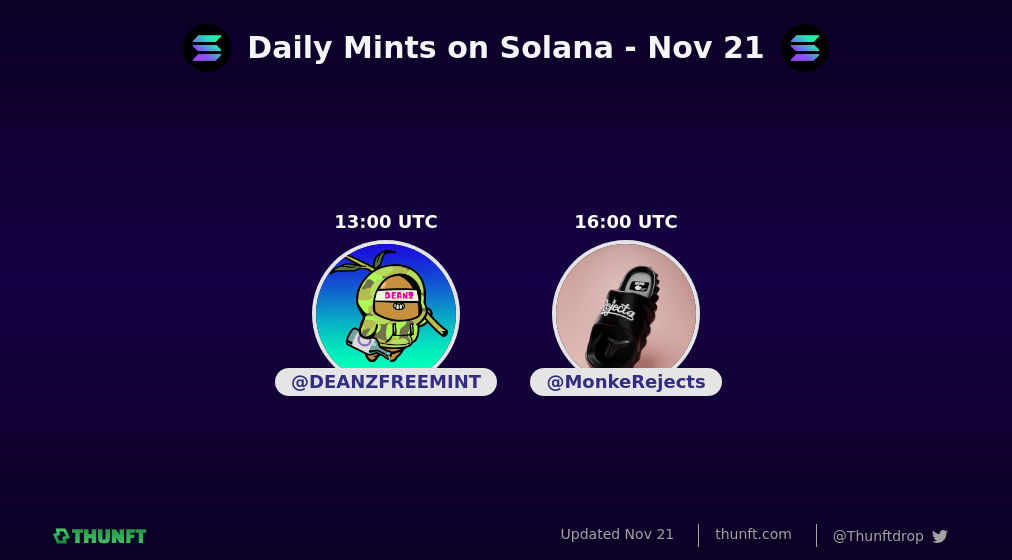 Daily Mints on Solana - Nov 21
13:00 UTC
16:00 UTC
DEANZ
Rejects
@DEANZFREEMINT
@MonkeRejects
THUNFT
Updated Nov 21
thunft.com
@Thunftdrop